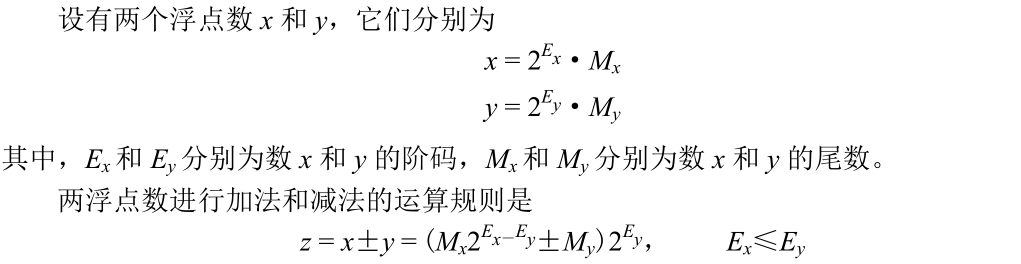 设有两个浮点数 x 和 y，它们分别为
x = 2^{E_x} · M_x
y = 2^{E_y} · M_y
其中，E_x 和 E_y 分别为数 x 和 y 的阶码，M_x 和 M_y 分别为数 x 和 y 的尾数。
两浮点数进行加法和减法的运算规则是
z = x±y = (M_x 2^{E_x−E_y}±M_y) 2^{E_y}， E_x≤E_y